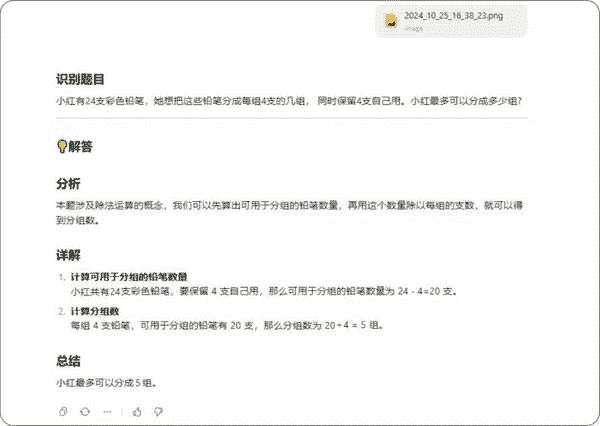 2024_10_25_16_38_23.png
image
识别题目
小红有24支彩色铅笔，她想把这些铅笔分成每组4支的几组， 同时保留4支自己用。小红最多可以分成多少组?
解答
分析
本题涉及除法运算的概念，我们可以先算出可用于分组的铅笔数量，再用这个数量除以每组的支数，就可以得
到分组数。
详解
1. 计算可用于分组的铅笔数量
小红共有24支彩色铅笔，要保留 4 支自己用，那么可用于分组的铅笔数量为 24 - 4=20 支。
2. 计算分组数
每组 4 支铅笔，可用于分组的铅笔有 20 支，那么分组数为 20÷4 = 5 组。
总结
小红最多可以分成5组。